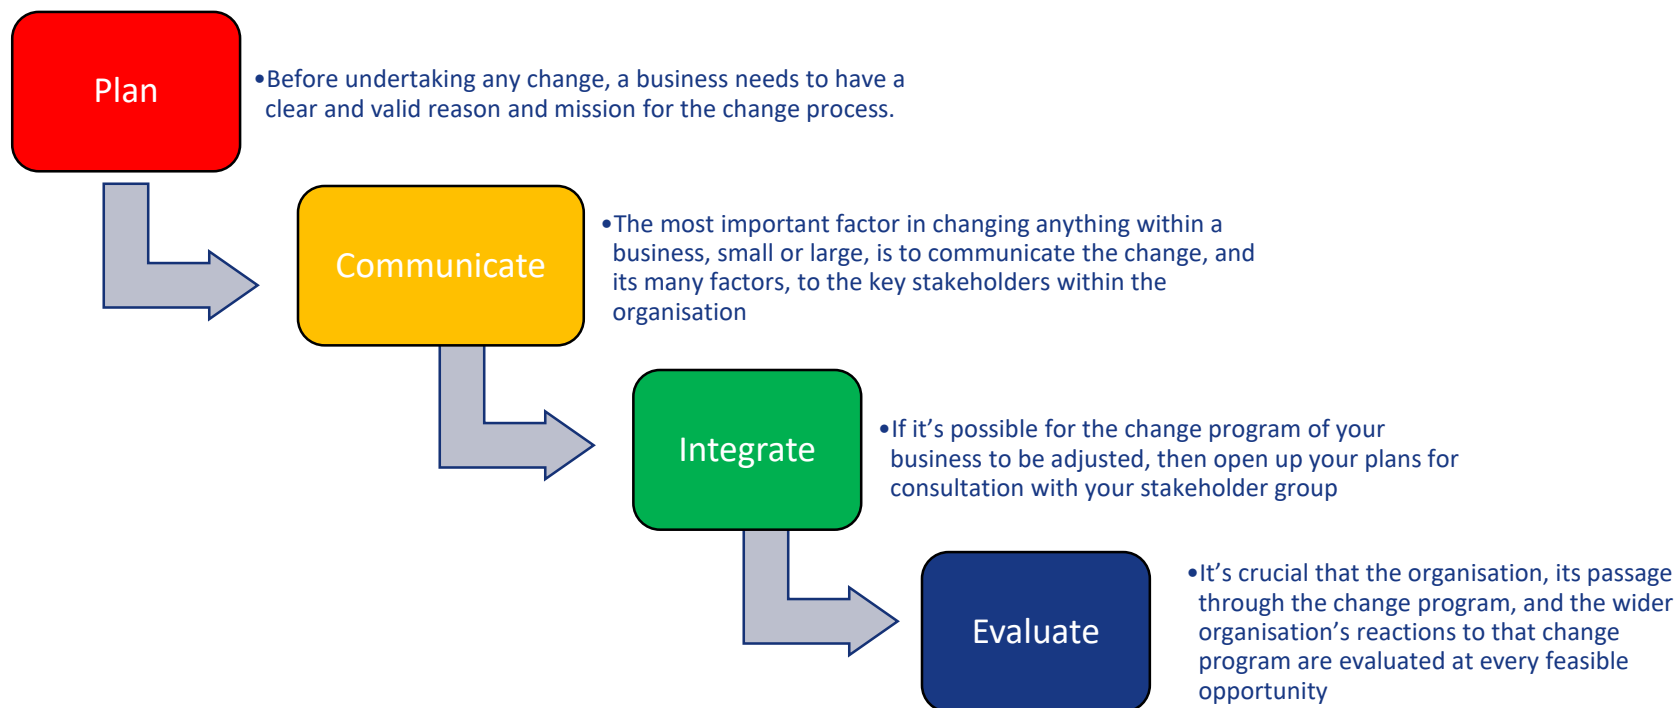 Plan
•Before undertaking any change, a business needs to have a
clear and valid reason and mission for the change process.
Communicate
•The most important factor in changing anything within a
business, small or large, is to communicate the change, and
its many factors, to the key stakeholders within the
organisation
Integrate
•If it’s possible for the change program of your
business to be adjusted, then open up your plans for
consultation with your stakeholder group
Evaluate
•It’s crucial that the organisation, its passage
through the change program, and the wider
organisation’s reactions to that change
program are evaluated at every feasible
opportunity